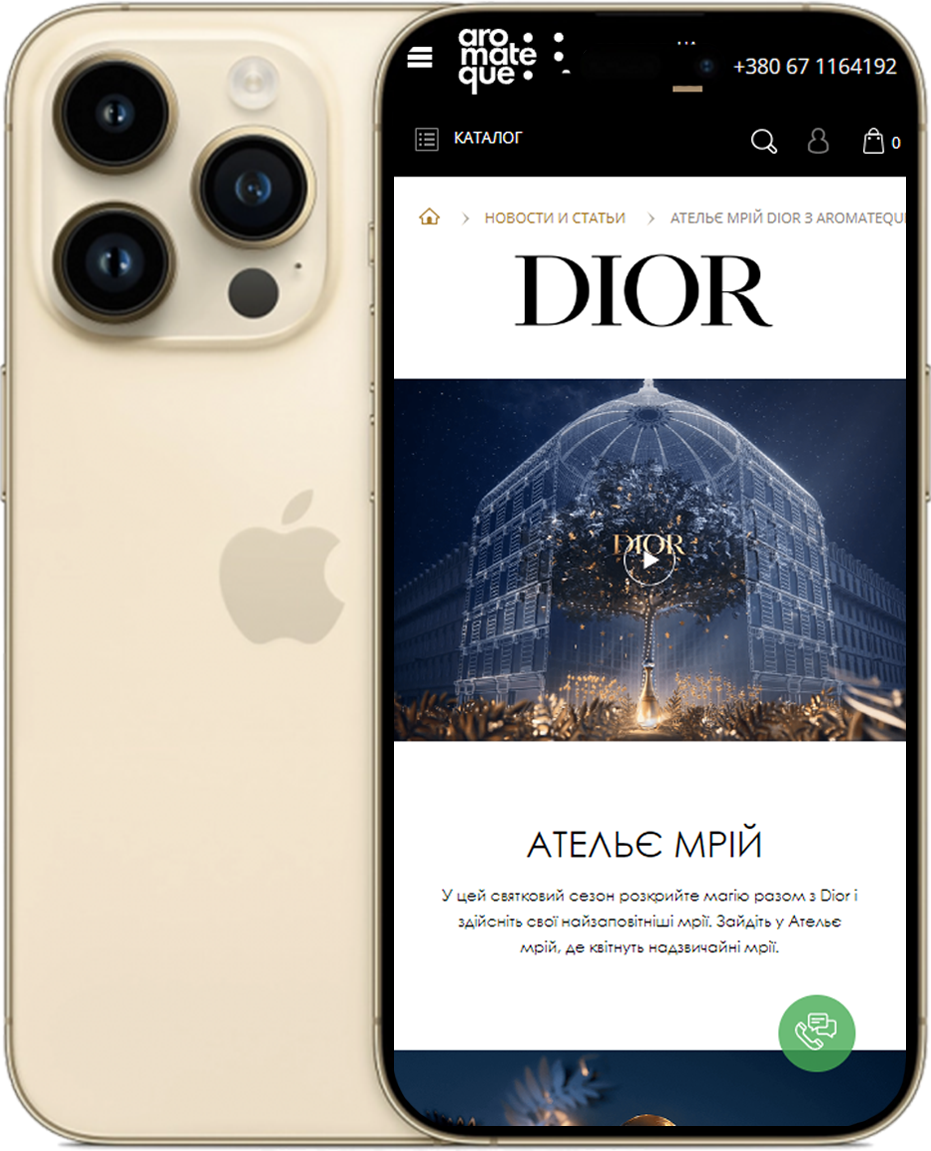 aro
mate
que
+380 67 1164192
КАТАЛОГ
0
НОВОСТИ И СТАТЬИ
АТЕЛЬЄ МРІЙ DIOR З AROMATEQU
DIOR
DIOR
АТЕЛЬЄ МРІЙ
У цей святковий сезон розкрийте магію разом з Dior і
здійсніть свої найзаповітніші мрії. Зайдіть у Ательє
мрій, де квітнуть надзвичайні мрії.